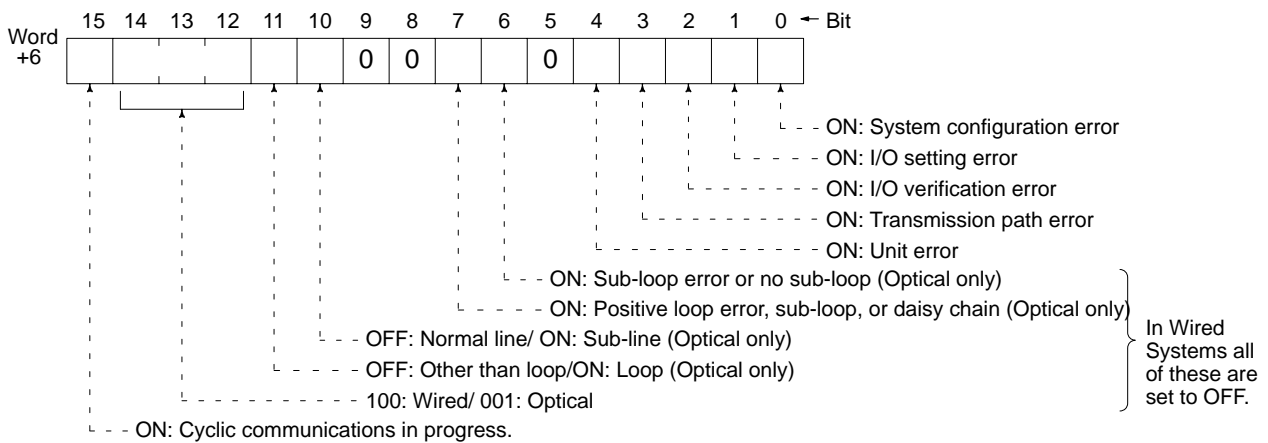 15 14 13 12 11 10 9 8 7 6 5 4 3 2 1 0 Bit
Word
+6
0 0 0
ON: System configuration error
ON: I/O setting error
ON: I/O verification error
ON: Transmission path error
ON: Unit error
ON: Sub-loop error or no sub-loop (Optical only)
ON: Positive loop error, sub-loop, or daisy chain (Optical only)
OFF: Normal line/ ON: Sub-line (Optical only)
OFF: Other than loop/ON: Loop (Optical only)
100: Wired/ 001: Optical
ON: Cyclic communications in progress.
In Wired
Systems all
of these are
set to OFF.